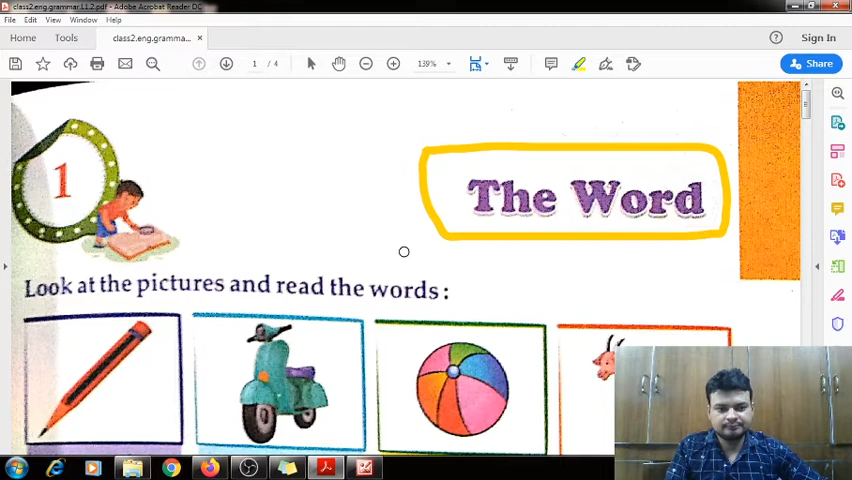 class2.eng.grammar.L1.2.pdf - Adobe Acrobat Reader DC
File Edit View Window Help
Home Tools class2.eng.gramma... × Sign In
1 / 4 139% Share
1
The Word
Look at the pictures and read the words :